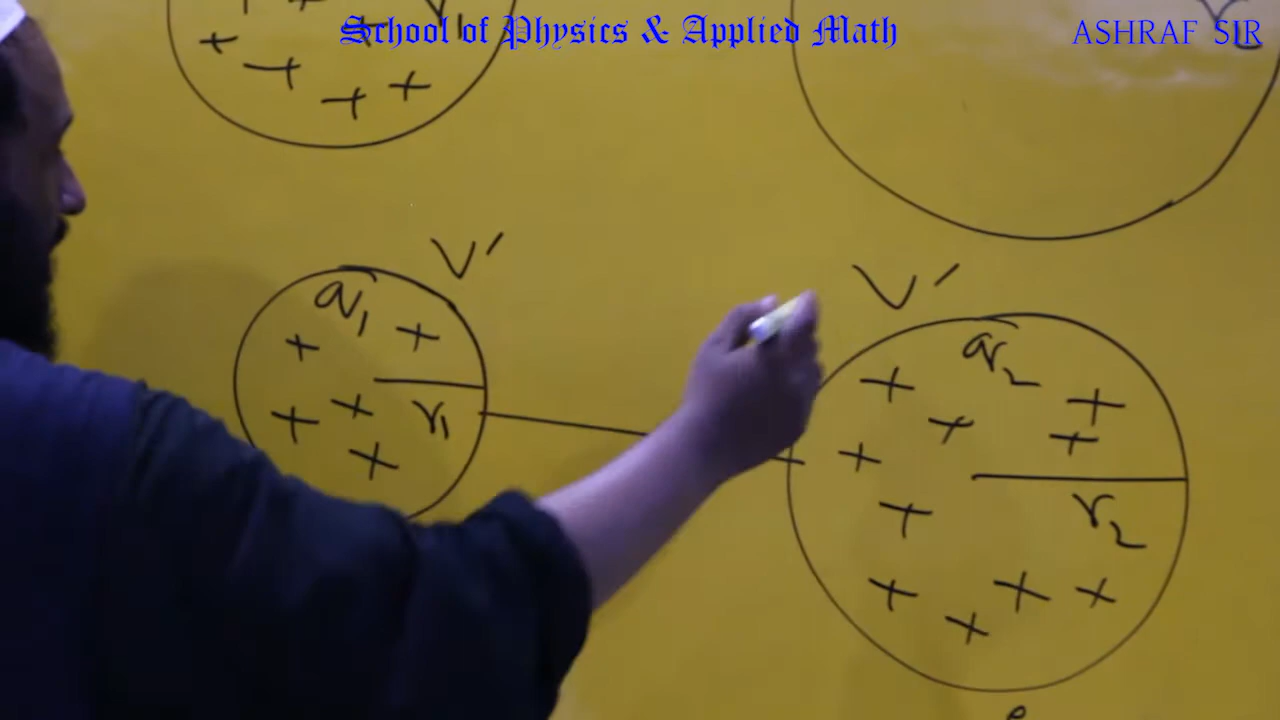 School of Physics & Applied Math
ASHRAF SIR
V′
V′
q₁
q₂
+ +
+ + +
+ + +
+ +
+
r₁
r₂